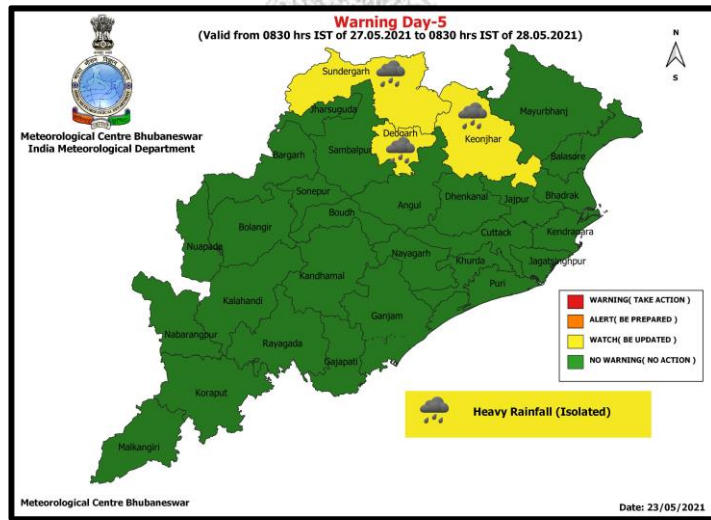 Warning Day-5
(Valid from 0830 hrs IST of 27.05.2021 to 0830 hrs IST of 28.05.2021)
N
S
Meteorological Centre Bhubaneswar
India Meteorological Department
Sundergarh
Jharsuguda
Mayurbhanj
Deogarh
Keonjhar
Sambalpur
Bargarh
Balasore
Sonepur
Angul
Dhenkanal
Jajpur
Bhadrak
Boudh
Bolangir
Cuttack
Kendrapara
Nuapada
Nayagarh
Khurda
Jagatsinghpur
Kandhamal
Puri
Kalahandi
Ganjam
Nabarangpur
Rayagada
Gajapati
Koraput
Malkangiri
WARNING( TAKE ACTION )
ALERT( BE PREPARED )
WATCH( BE UPDATED )
NO WARNING( NO ACTION )
Heavy Rainfall (Isolated)
Meteorological Centre Bhubaneswar
Date: 23/05/2021